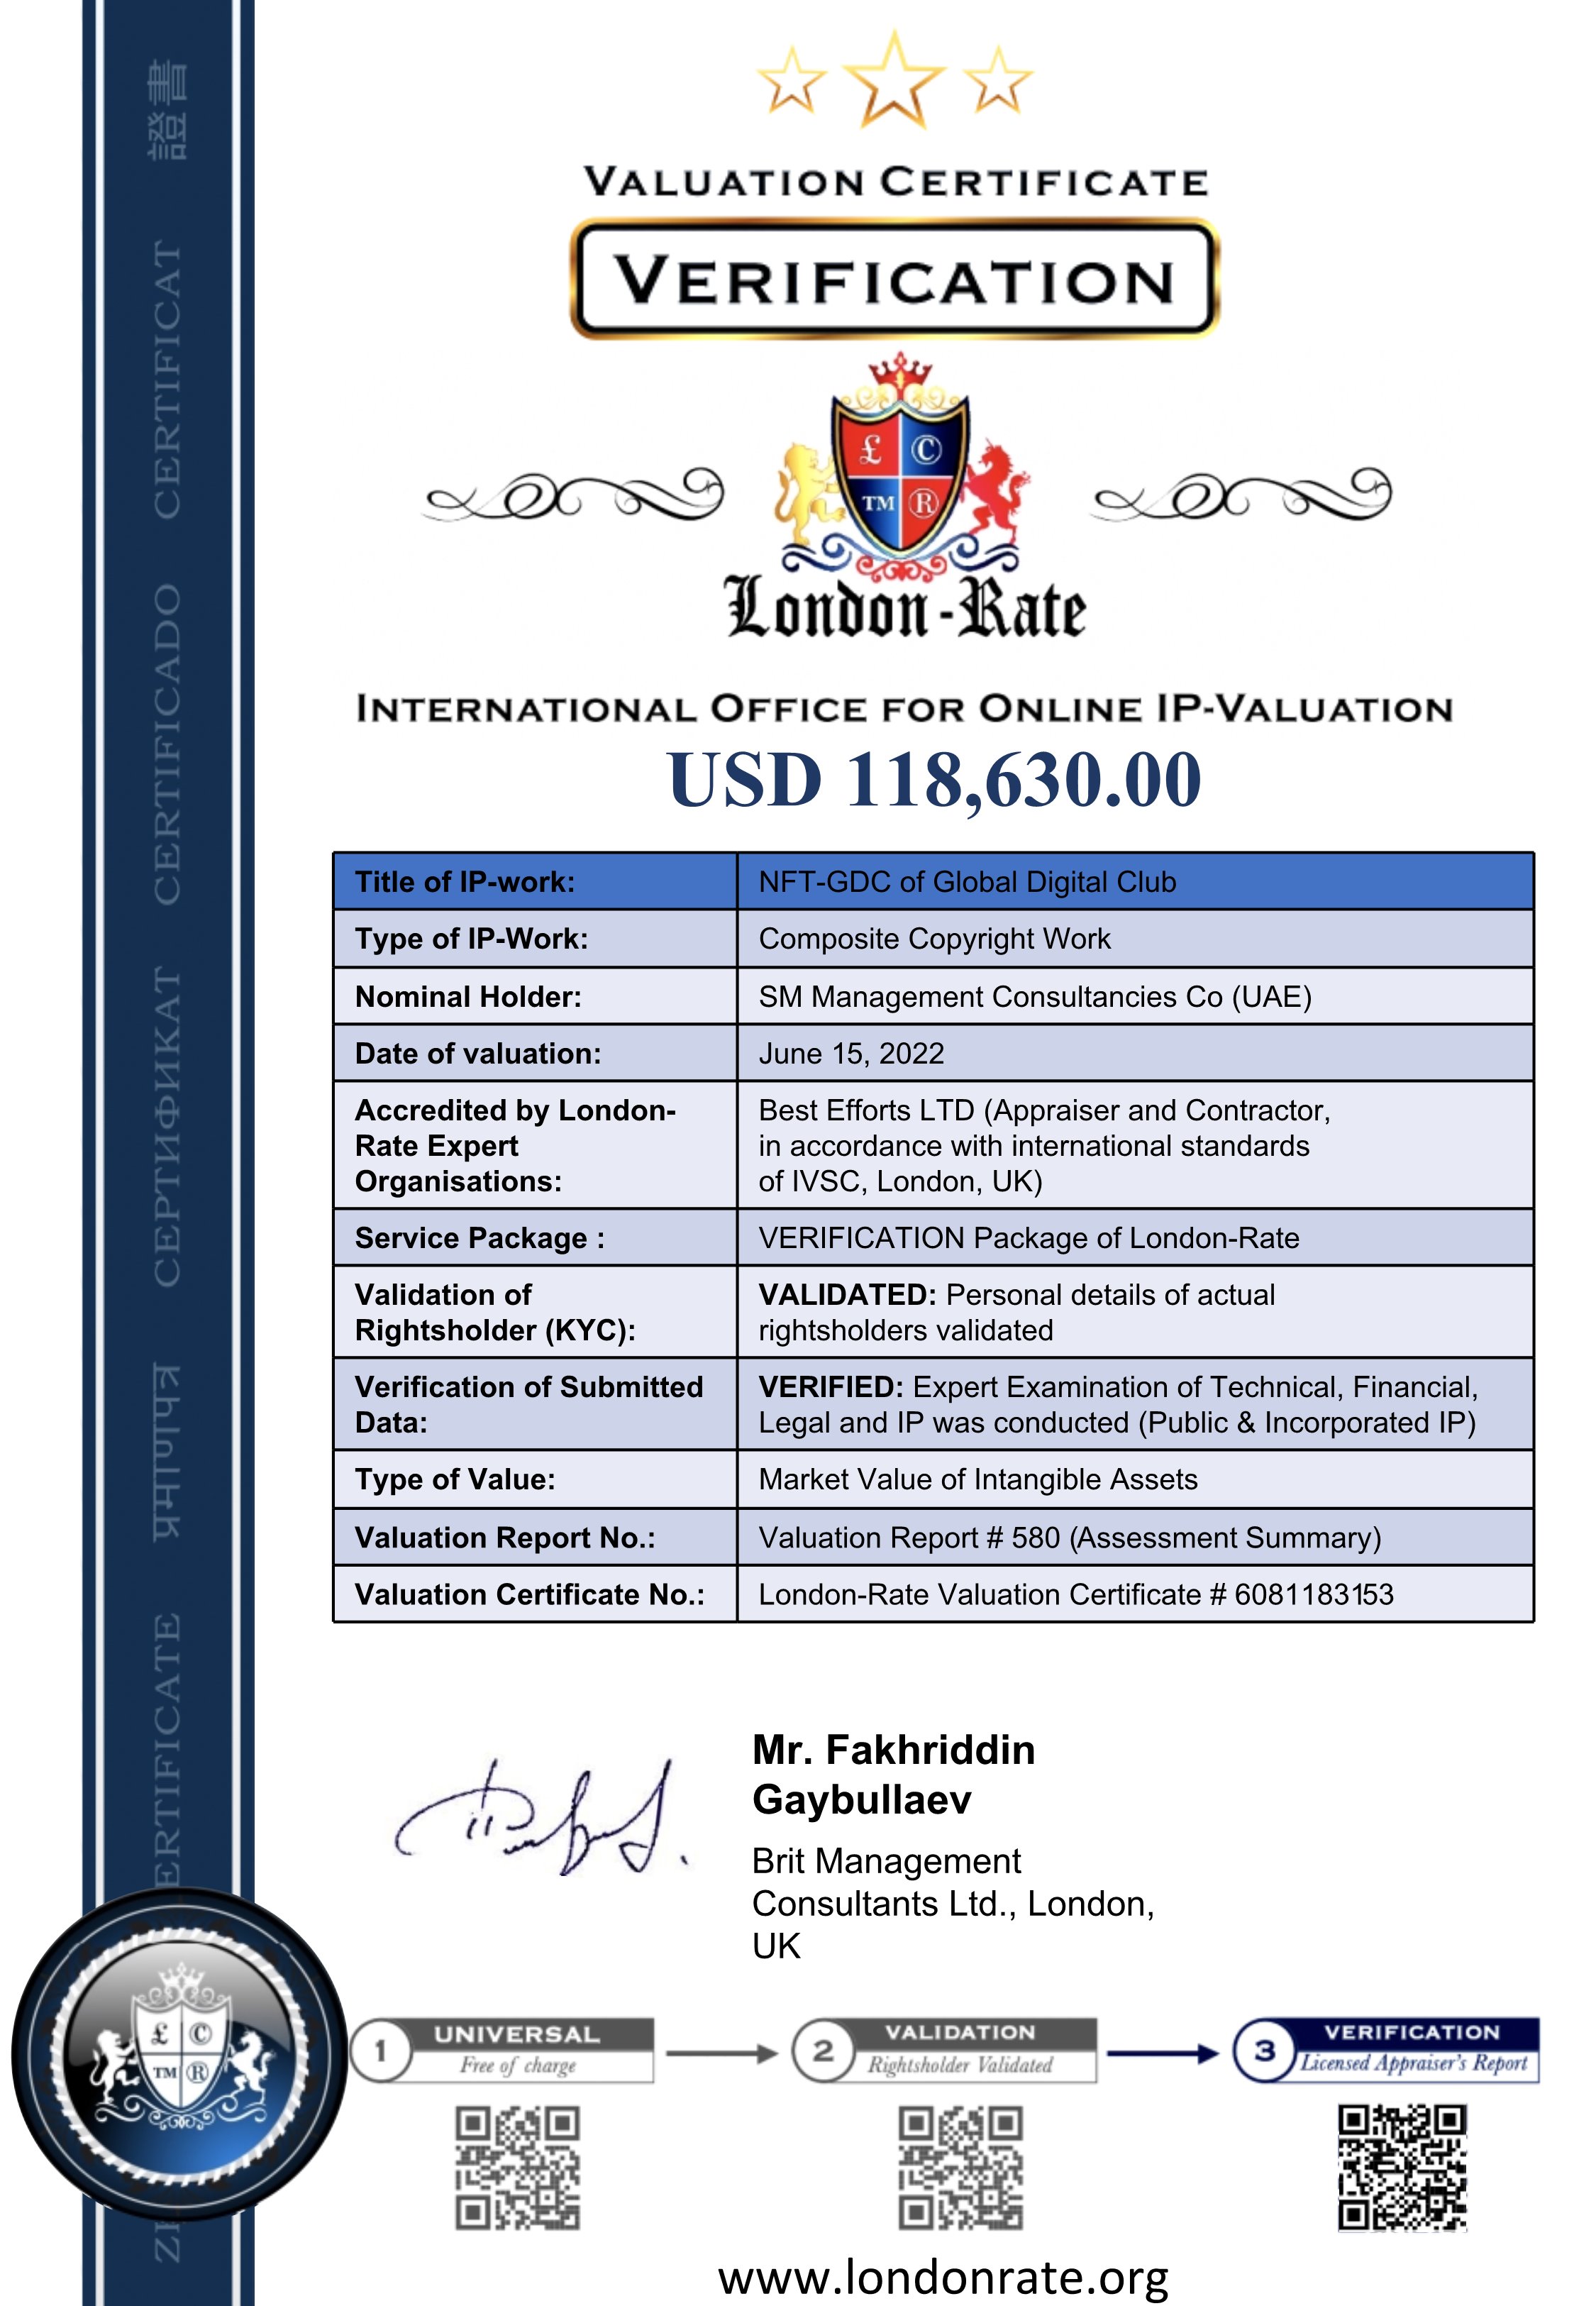 VALUATION CERTIFICATE
VERIFICATION
£ ©
TM ®
London-Rate
INTERNATIONAL OFFICE FOR ONLINE IP-VALUATION
USD 118,630.00
Title of IP-work: NFT-GDC of Global Digital Club
Type of IP-Work: Composite Copyright Work
Nominal Holder: SM Management Consultancies Co (UAE)
Date of valuation: June 15, 2022
Accredited by London-
Rate Expert
Organisations:
Best Efforts LTD (Appraiser and Contractor,
in accordance with international standards
of IVSC, London, UK)
Service Package : VERIFICATION Package of London-Rate
Validation of
Rightsholder (KYC):
VALIDATED: Personal details of actual
rightsholders validated
Verification of Submitted
Data:
VERIFIED: Expert Examination of Technical, Financial,
Legal and IP was conducted (Public & Incorporated IP)
Type of Value: Market Value of Intangible Assets
Valuation Report No.: Valuation Report # 580 (Assessment Summary)
Valuation Certificate No.: London-Rate Valuation Certificate # 6081183153
Mr. Fakhriddin
Gaybullaev
Brit Management
Consultants Ltd., London,
UK
1 UNIVERSAL
Free of charge
2 VALIDATION
Rightsholder Validated
3 VERIFICATION
Licensed Appraiser's Report
www.londonrate.org
£ ©
TM ®
ERTIFICATE प्रमाणपत्र СЕРТИФИКАТ CERTIFICADO CERTIFICAT 證書